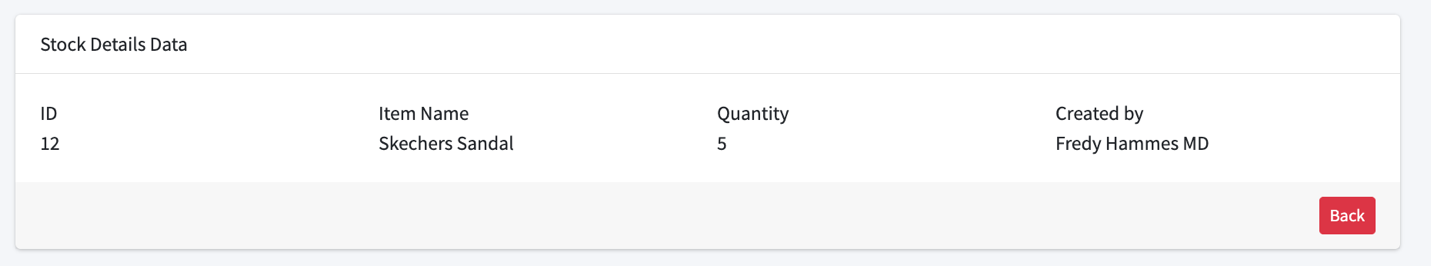 Stock Details Data
ID Item Name Quantity Created by
12 Skechers Sandal 5 Fredy Hammes MD
Back